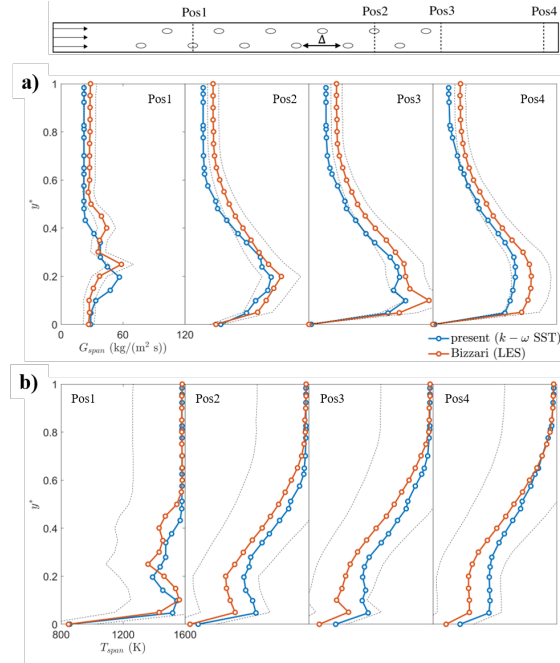 Pos1 Pos2 Pos3 Pos4
Δ
a)
Pos1 Pos2 Pos3 Pos4
1
0.8
0.6
y*
0.4
0.2
0
0 60 120
G_span (kg/(m² s))
present (k − ω SST)
Bizzari (LES)
b)
Pos1 Pos2 Pos3 Pos4
1
0.8
0.6
y*
0.4
0.2
0
800 1200 1600
T_span (K)